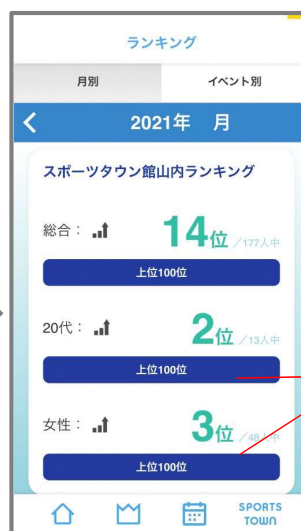 ランキング
月別 イベント別
2021年 月
スポーツタウン館山内ランキング
総合： 14位 ／177人中
上位100位
20代： 2位 ／13人中
上位100位
女性： 3位 ／48人中
上位100位
SPORTS
TOWN